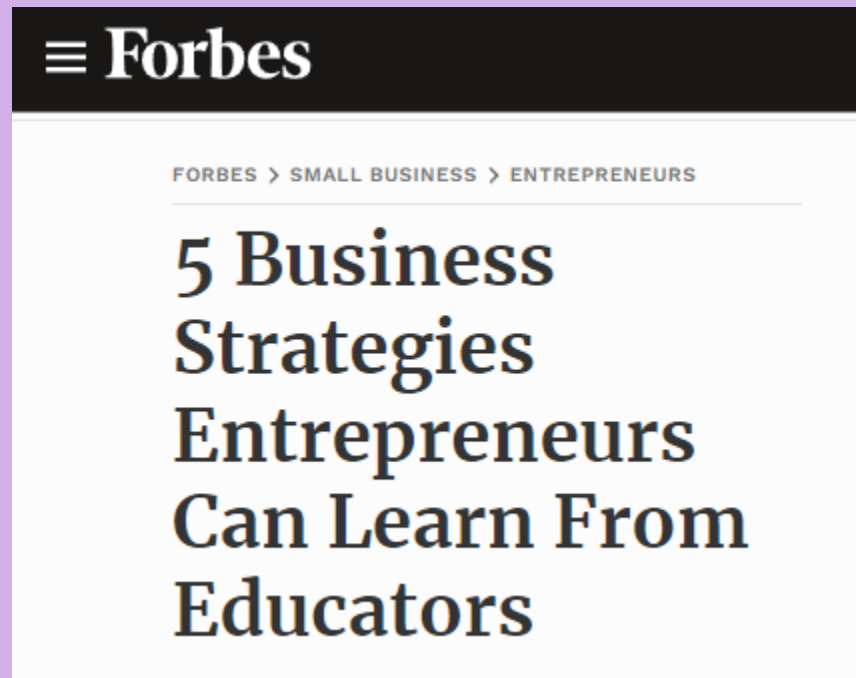 Forbes
FORBES > SMALL BUSINESS > ENTREPRENEURS
5 Business
Strategies
Entrepreneurs
Can Learn From
Educators